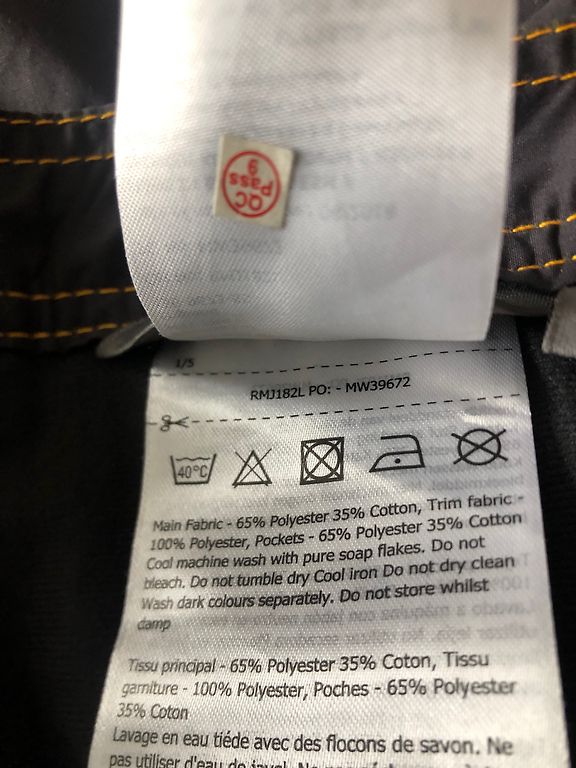 QC
Pass
9
1/5
RMJ182L PO: - MW39672
40°C
Main Fabric - 65% Polyester 35% Cotton, Trim fabric -
100% Polyester, Pockets - 65% Polyester 35% Cotton
Cool machine wash with pure soap flakes. Do not
bleach. Do not tumble dry Cool iron Do not dry clean
Wash dark colours separately. Do not store whilst
damp
Tissu principal - 65% Polyester 35% Coton, Tissu
garniture - 100% Polyester, Poches - 65% Polyester
35% Coton
Lavage en eau tiéde avec des flocons de savon. Ne
pas utiliser d'eau de javel. Ne